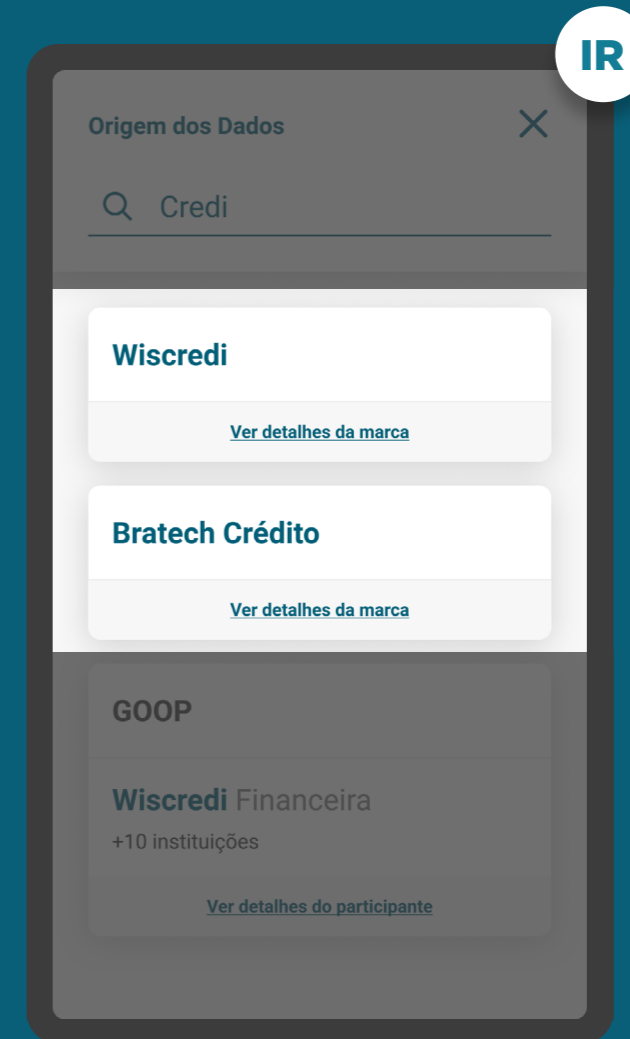 IR
Origem dos Dados
Credi
Wiscredi
Ver detalhes da marca
Bratech Crédito
Ver detalhes da marca
GOOP
Wiscredi Financeira
+10 instituições
Ver detalhes do participante